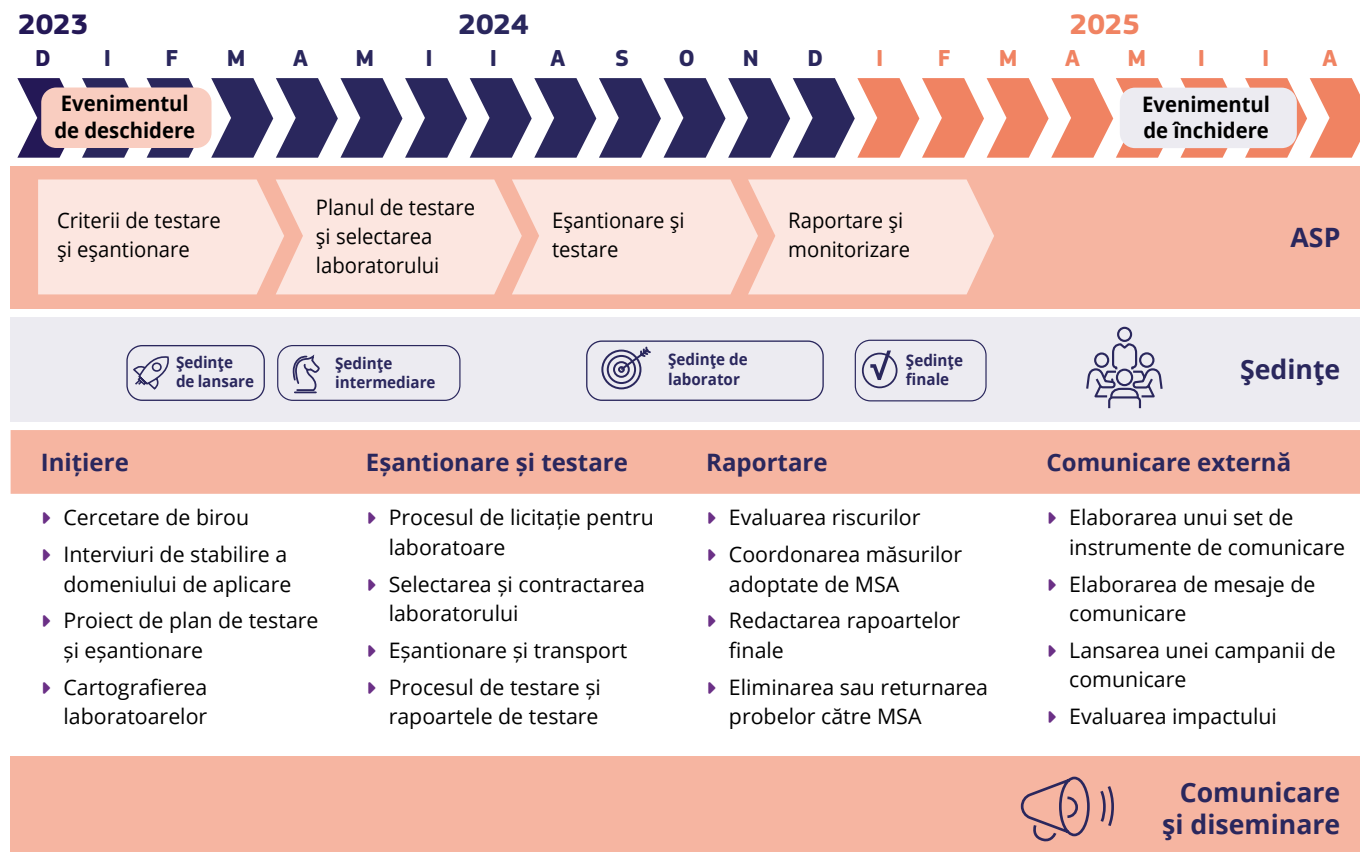 2023 2024 2025
D I F M A M I I A S O N D I F M A M I I A
Evenimentul
de deschidere
Evenimentul
de închidere
Criterii de testare
şi eşantionare
Planul de testare
şi selectarea
laboratorului
Eşantionare şi
testare
Raportare şi
monitorizare
ASP
Şedinţe
de lansare
Şedinţe
intermediare
Şedinţe de
laborator
Şedinţe
finale
Şedinţe
Inițiere
Cercetare de birou
Interviuri de stabilire a
domeniului de aplicare
Proiect de plan de testare
și eșantionare
Cartografierea
laboratoarelor
Eșantionare și testare
Procesul de licitație pentru
laboratoare
Selectarea și contractarea
laboratorului
Eșantionare și transport
Procesul de testare și
rapoartele de testare
Raportare
Evaluarea riscurilor
Coordonarea măsurilor
adoptate de MSA
Redactarea rapoartelor
finale
Eliminarea sau returnarea
probelor către MSA
Comunicare externă
Elaborarea unui set de
instrumente de comunicare
Elaborarea de mesaje de
comunicare
Lansarea unei campanii de
comunicare
Evaluarea impactului
Comunicare
şi diseminare